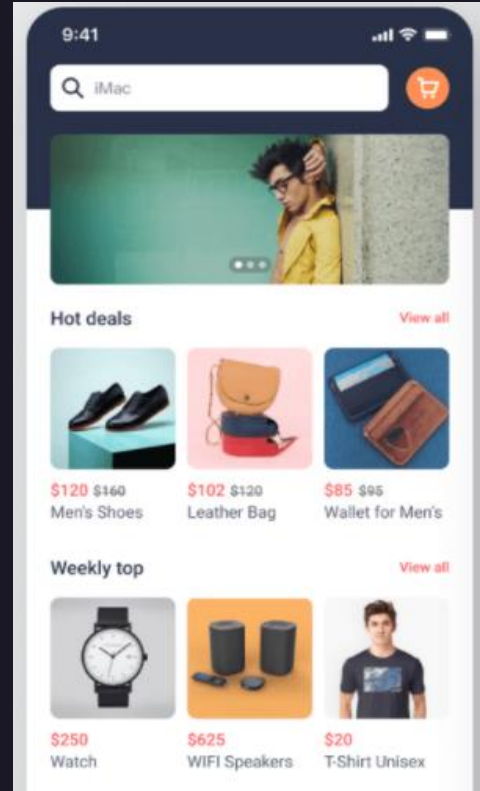 9:41
iMac
Hot deals
View all
$120 $160
Men's Shoes
$102 $120
Leather Bag
$85 $95
Wallet for Men's
Weekly top
View all
$250
Watch
$625
WIFI Speakers
$20
T-Shirt Unisex